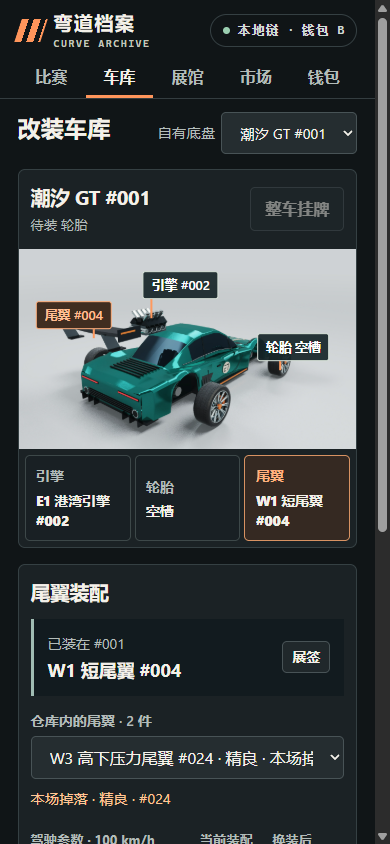 弯道档案
CURVE ARCHIVE
本地链 · 钱包 B
比赛
车库
展馆
市场
钱包
改装车库
自有底盘
潮汐 GT #001
潮汐 GT #001
待装 轮胎
整车挂牌
引擎 #002
尾翼 #004
轮胎 空槽
引擎
E1 港湾引擎
#002
轮胎
空槽
尾翼
W1 短尾翼
#004
尾翼装配
已装在 #001
W1 短尾翼 #004
展签
仓库内的尾翼 · 2 件
W3 高下压力尾翼 #024 · 精良 · 本场掉
本场掉落 · 精良 · #024
驾驶参数 · 100 km/h
当前装配
换装后